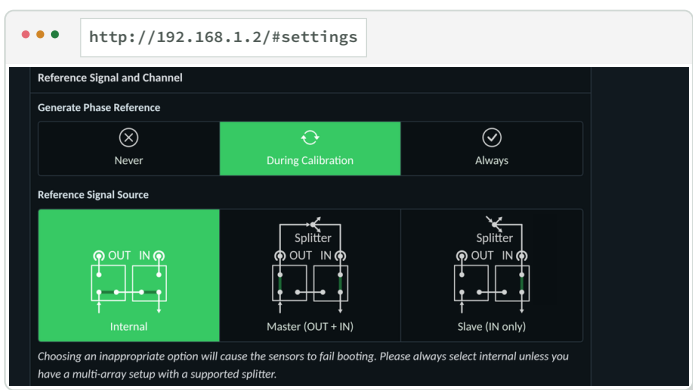 http://192.168.1.2/#settings
Reference Signal and Channel
Generate Phase Reference
Never
During Calibration
Always
Reference Signal Source
OUT IN
Internal
Splitter
OUT IN
Master (OUT + IN)
Splitter
OUT IN
Slave (IN only)
Choosing an inappropriate option will cause the sensors to fail booting. Please always select internal unless you
have a multi-array setup with a supported splitter.